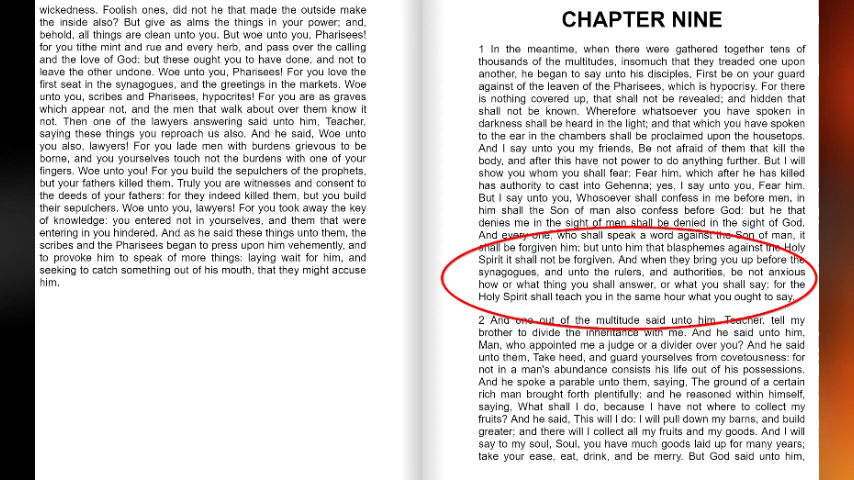 wickedness. Foolish ones, did not he that made the outside make
the inside also? But give as alms the things in your power; and,
behold, all things are clean unto you. But woe unto you, Pharisees!
for you tithe mint and rue and every herb, and pass over the calling
and the love of God: but these ought you to have done, and not to
leave the other undone. Woe unto you, Pharisees! For you love the
first seat in the synagogues, and the greetings in the markets. Woe
unto you, scribes and Pharisees, hypocrites! For you are as graves
which appear not, and the men that walk about over them know it
not. Then one of the lawyers answering said unto him, Teacher,
saying these things you reproach us also. And he said, Woe unto
you also, lawyers! For you lade men with burdens grievous to be
borne, and you yourselves touch not the burdens with one of your
fingers. Woe unto you! For you build the sepulchers of the prophets,
but your fathers killed them. Truly you are witnesses and consent to
the deeds of your fathers: for they indeed killed them, but you build
their sepulchers. Woe unto you, lawyers! For you took away the key
of knowledge: you entered not in yourselves, and them that were
entering in you hindered. And as he said these things unto them, the
scribes and the Pharisees began to press upon him vehemently, and
to provoke him to speak of more things: laying wait for him, and
seeking to catch something out of his mouth, that they might accuse
him.
CHAPTER NINE
1 In the meantime, when there were gathered together tens of
thousands of the multitudes, insomuch that they treaded one upon
another, he began to say unto his disciples, First be on your guard
against of the leaven of the Pharisees, which is hypocrisy. For there
is nothing covered up, that shall not be revealed; and hidden that
shall not be known. Wherefore whatsoever you have spoken in
darkness shall be heard in the light; and that which you have spoken
to the ear in the chambers shall be proclaimed upon the housetops.
And I say unto you my friends, Be not afraid of them that kill the
body, and after this have not power to do anything further. But I will
show you whom you shall fear: Fear him, which after he has killed
has authority to cast into Gehenna; yes, I say unto you, Fear him.
But I say unto you, Whosoever shall confess in me before men, in
him shall the Son of man also confess before God: but he that
denies me in the sight of men shall be denied in the sight of God.
And every one, who shall speak a word against the Son of man, it
shall be forgiven him: but unto him that blasphemes against the Holy
Spirit it shall not be forgiven. And when they bring you up before the
synagogues, and unto the rulers, and authorities, be not anxious
how or what thing you shall answer, or what you shall say: for the
Holy Spirit shall teach you in the same hour what you ought to say.
2 And one out of the multitude said unto him, Teacher, tell my
brother to divide the inheritance with me. And he said unto him,
Man, who appointed me a judge or a divider over you? And he said
unto them, Take heed, and guard yourselves from covetousness: for
not in a man's abundance consists his life out of his possessions.
And he spoke a parable unto them, saying, The ground of a certain
rich man brought forth plentifully: and he reasoned within himself,
saying, What shall I do, because I have not where to collect my
fruits? And he said, This will I do: I will pull down my barns, and build
greater; and there will I collect all my fruits and my goods. And I will
say to my soul, Soul, you have much goods laid up for many years;
take your ease, eat, drink, and be merry. But God said unto him,